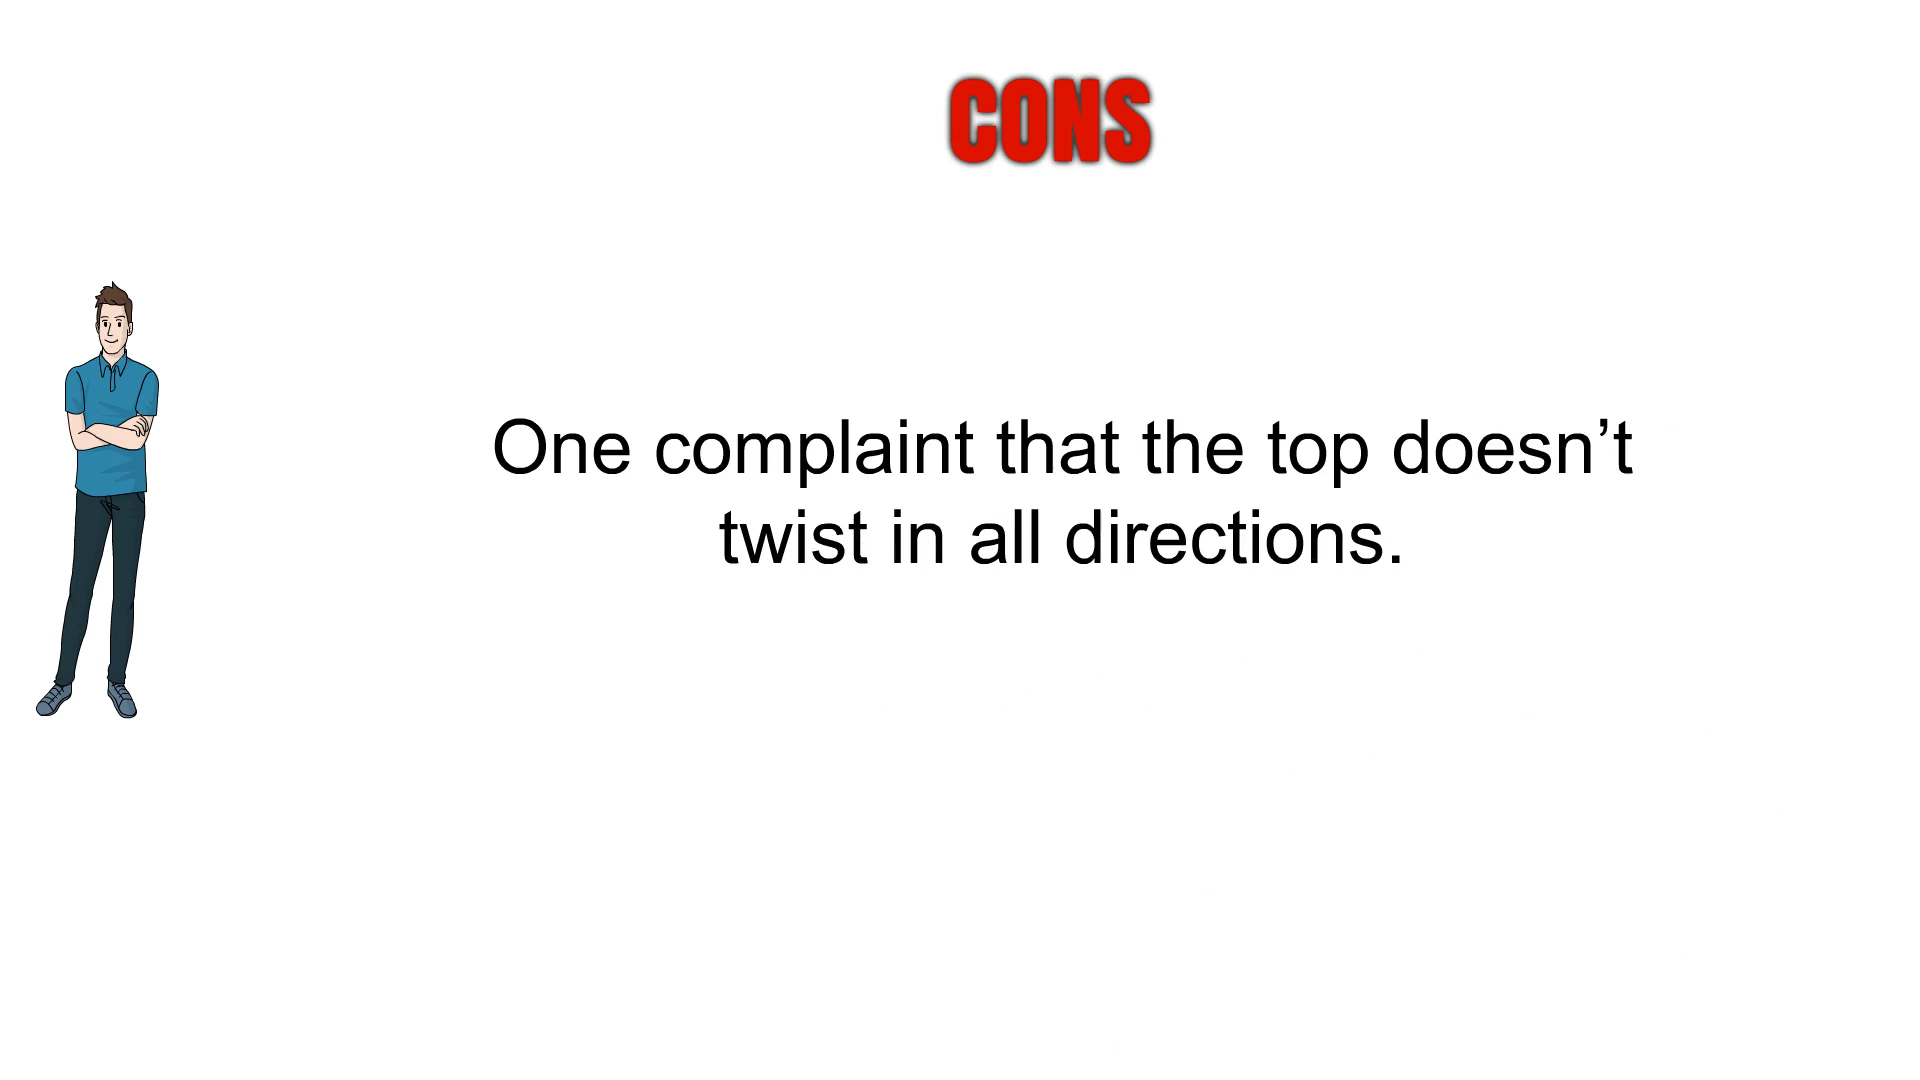 CONS
One complaint that the top doesn’t
twist in all directions.